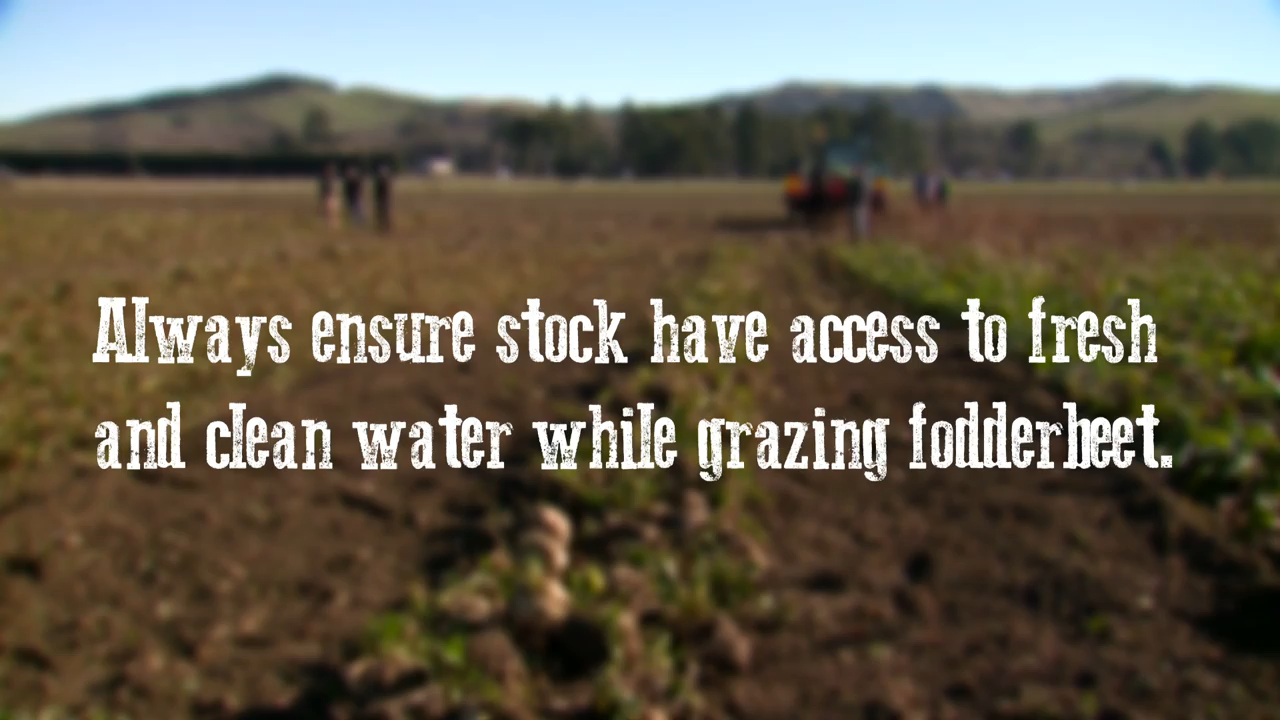 Always ensure stock have access to fresh
and clean water while grazing fodderbeet.